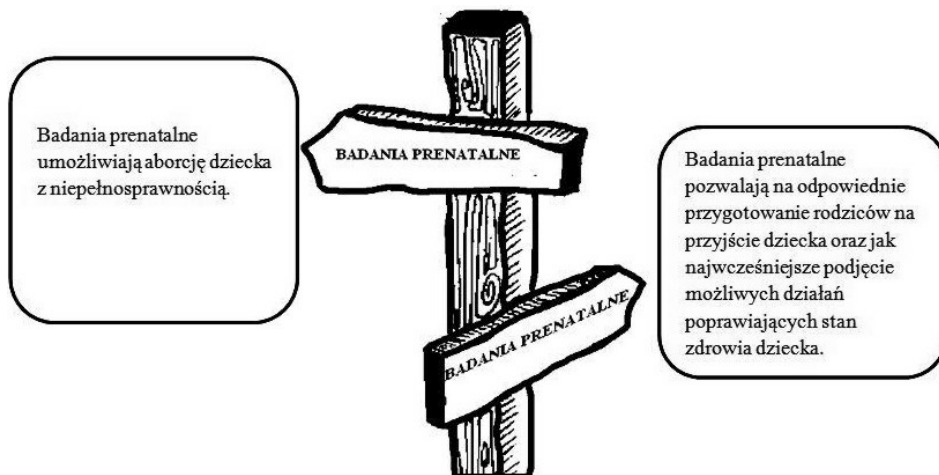 Badania prenatalne
umożliwiają aborcję dziecka
z niepełnosprawnością.
BADANIA PRENATALNE
BADANIA PRENATALNE
Badania prenatalne
pozwalają na odpowiednie
przygotowanie rodziców na
przyjście dziecka oraz jak
najwcześniejsze podjęcie
możliwych działań
poprawiających stan
zdrowia dziecka.